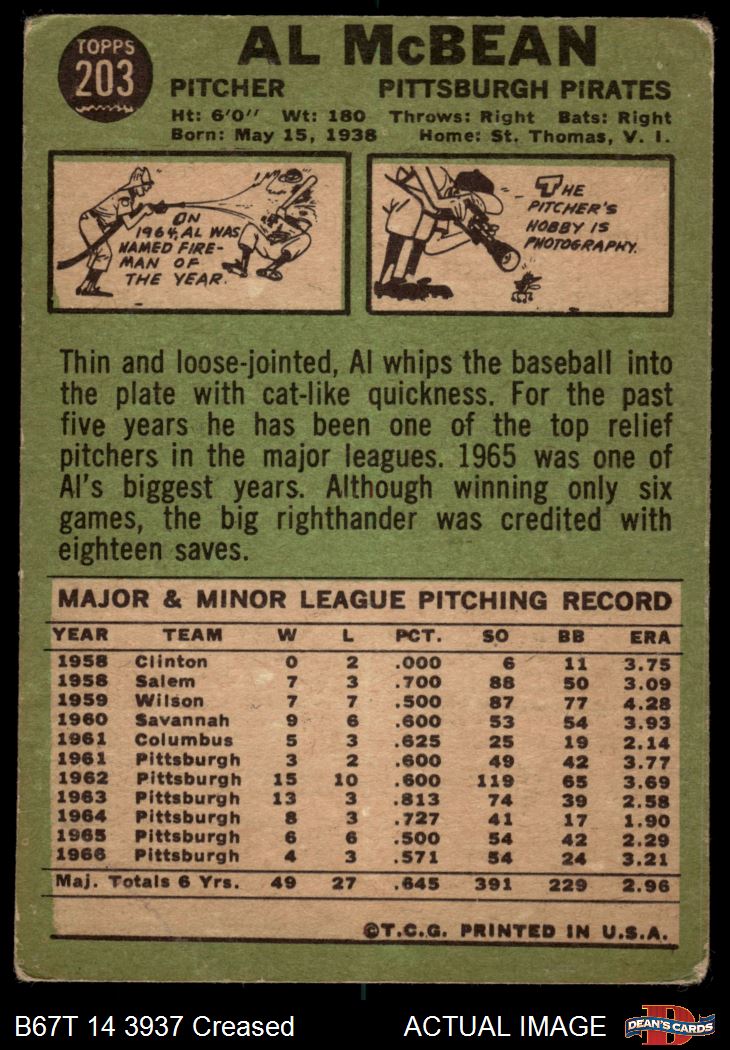 TOPPS
203
AL McBEAN
PITCHER PITTSBURGH PIRATES
Ht: 6'0" Wt: 180 Throws: Right Bats: Right
Born: May 15, 1938 Home: St. Thomas, V. I.
ON
1964, AL WAS
NAMED FIRE-
MAN OF
THE YEAR.
THE
PITCHER'S
HOBBY IS
PHOTOGRAPHY.
Thin and loose-jointed, Al whips the baseball into
the plate with cat-like quickness. For the past
five years he has been one of the top relief
pitchers in the major leagues. 1965 was one of
Al's biggest years. Although winning only six
games, the big righthander was credited with
eighteen saves.
MAJOR & MINOR LEAGUE PITCHING RECORD
YEAR TEAM W L PCT. SO BB ERA
1958 Clinton 0 2 .000 6 11 3.75
1958 Salem 7 3 .700 88 50 3.09
1959 Wilson 7 7 .500 87 77 4.28
1960 Savannah 9 6 .600 53 54 3.93
1961 Columbus 5 3 .625 25 19 2.14
1961 Pittsburgh 3 2 .600 49 42 3.77
1962 Pittsburgh 15 10 .600 119 65 3.69
1963 Pittsburgh 13 3 .813 74 39 2.58
1964 Pittsburgh 8 3 .727 41 17 1.90
1965 Pittsburgh 6 6 .500 54 42 2.29
1966 Pittsburgh 4 3 .571 54 24 3.21
Maj. Totals 6 Yrs. 49 27 .645 391 229 2.96
©T.C.G. PRINTED IN U.S.A.
B67T 14 3937 Creased ACTUAL IMAGE
DEAN'S CARDS